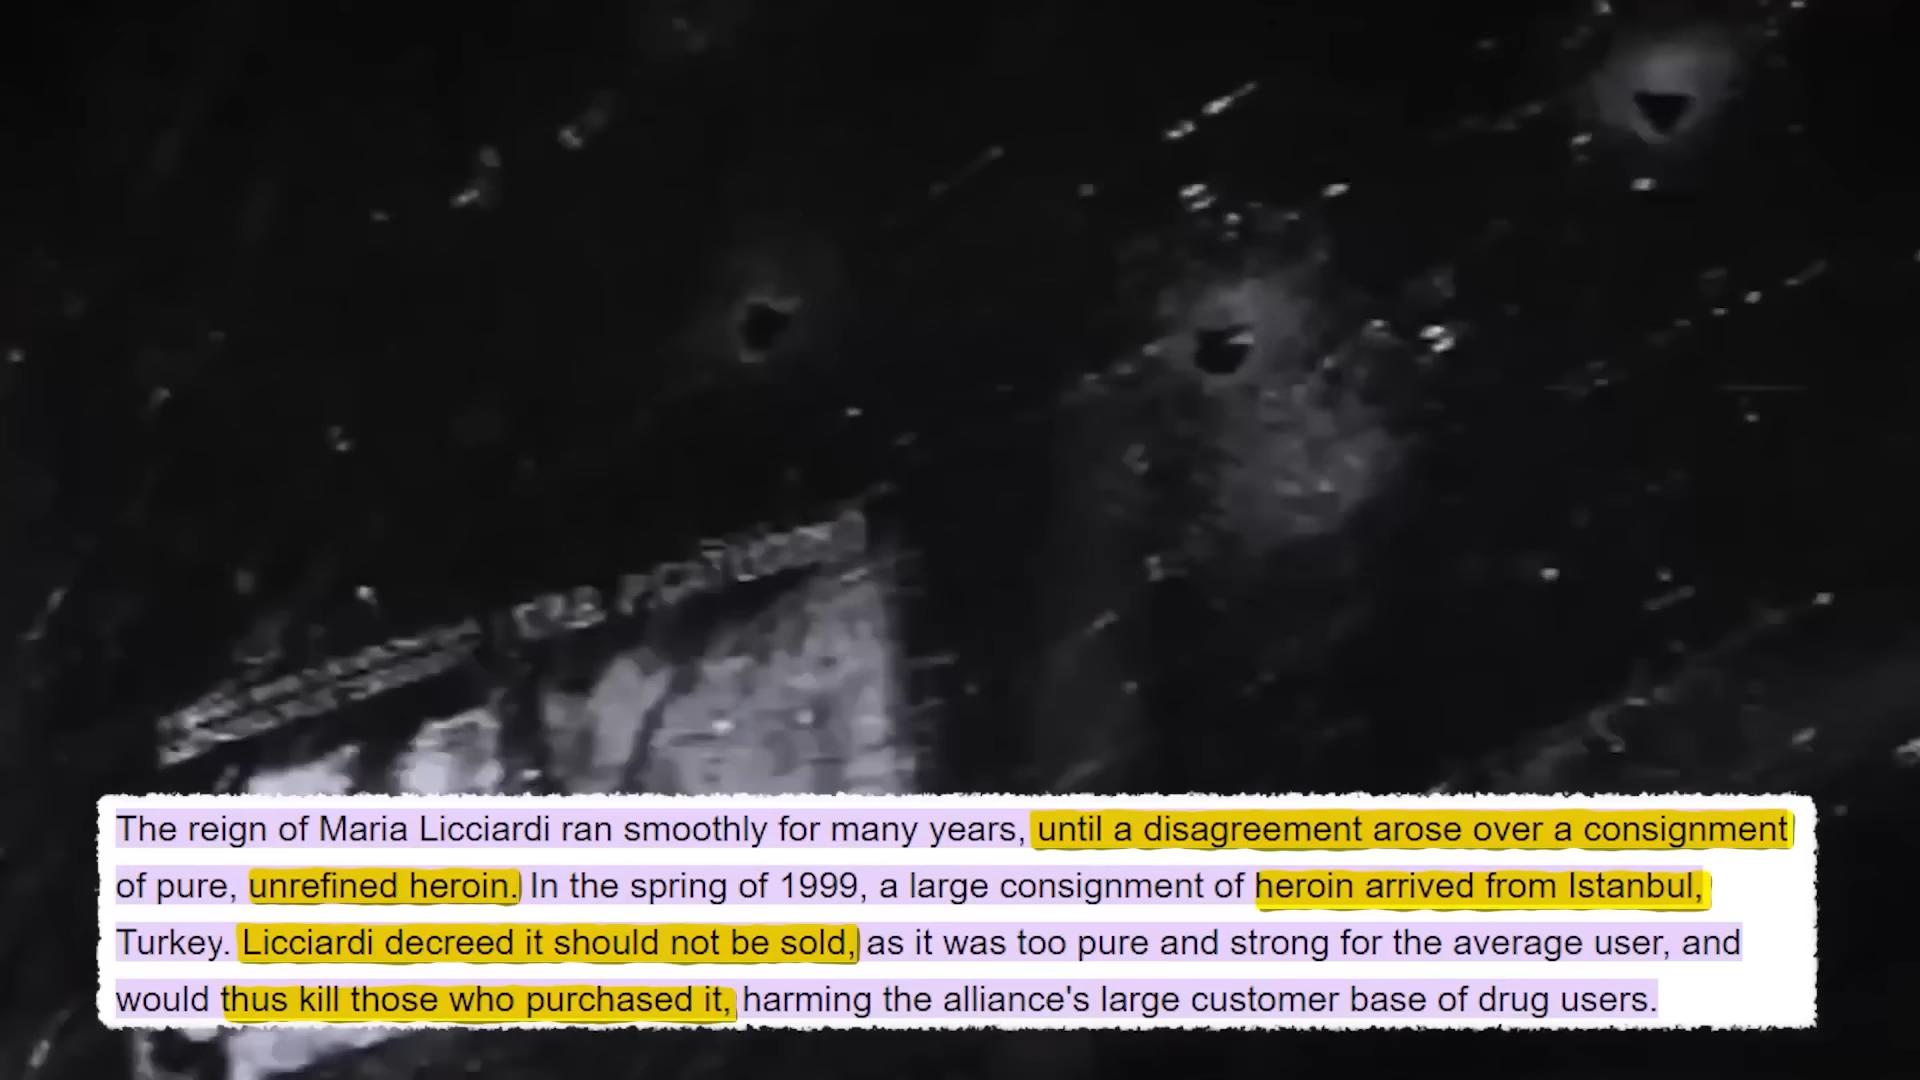 The reign of Maria Licciardi ran smoothly for many years, until a disagreement arose over a consignment
of pure, unrefined heroin. In the spring of 1999, a large consignment of heroin arrived from Istanbul,
Turkey. Licciardi decreed it should not be sold, as it was too pure and strong for the average user, and
would thus kill those who purchased it, harming the alliance's large customer base of drug users.